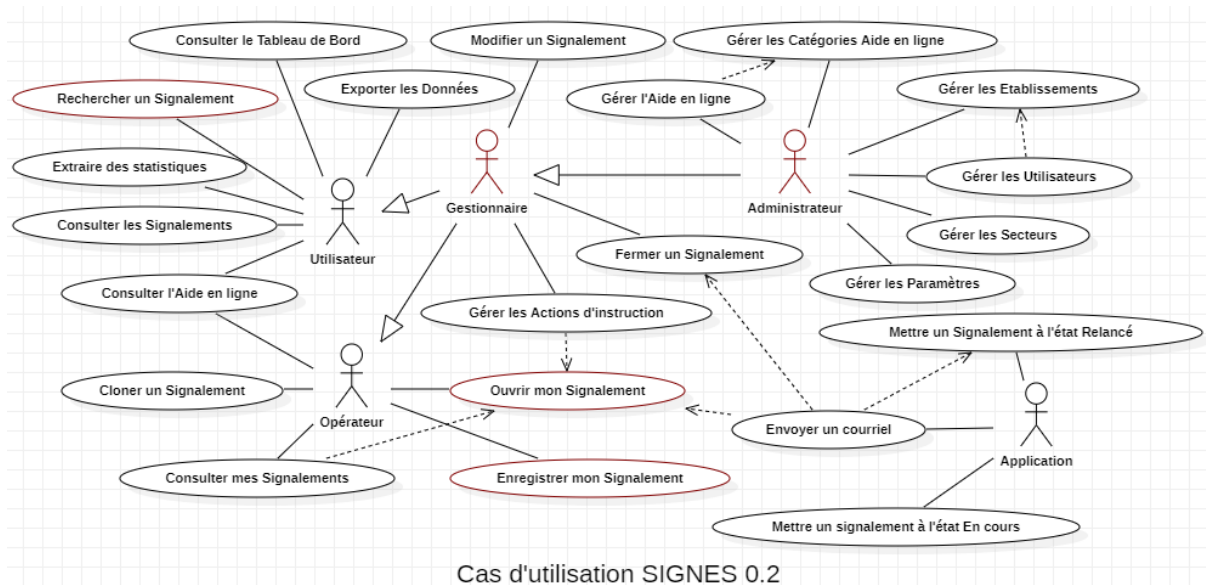 Consulter le Tableau de Bord
Modifier un Signalement
Gérer les Catégories Aide en ligne
Rechercher un Signalement
Exporter les Données
Gérer l'Aide en ligne
Gérer les Etablissements
Extraire des statistiques
Gérer les Utilisateurs
Gestionnaire
Administrateur
Consulter les Signalements
Gérer les Secteurs
Utilisateur
Fermer un Signalement
Consulter l'Aide en ligne
Gérer les Paramètres
Gérer les Actions d'instruction
Mettre un Signalement à l'état Relancé
Cloner un Signalement
Ouvrir mon Signalement
Opérateur
Envoyer un courriel
Application
Consulter mes Signalements
Enregistrer mon Signalement
Mettre un signalement à l'état En cours
Cas d'utilisation SIGNES 0.2